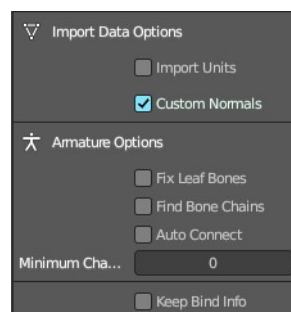 Import Data Options
Import Units
Custom Normals
Armature Options
Fix Leaf Bones
Find Bone Chains
Auto Connect
Minimum Cha... 0
Keep Bind Info